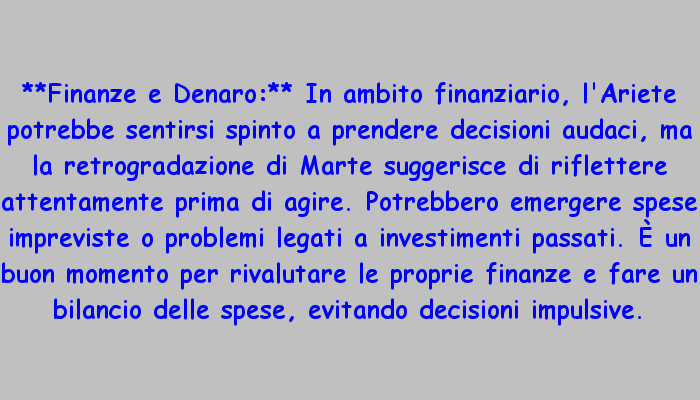 **Finanze e Denaro:** In ambito finanziario, l'Ariete
potrebbe sentirsi spinto a prendere decisioni audaci, ma
la retrogradazione di Marte suggerisce di riflettere
attentamente prima di agire. Potrebbero emergere spese
impreviste o problemi legati a investimenti passati. È un
buon momento per rivalutare le proprie finanze e fare un
bilancio delle spese, evitando decisioni impulsive.